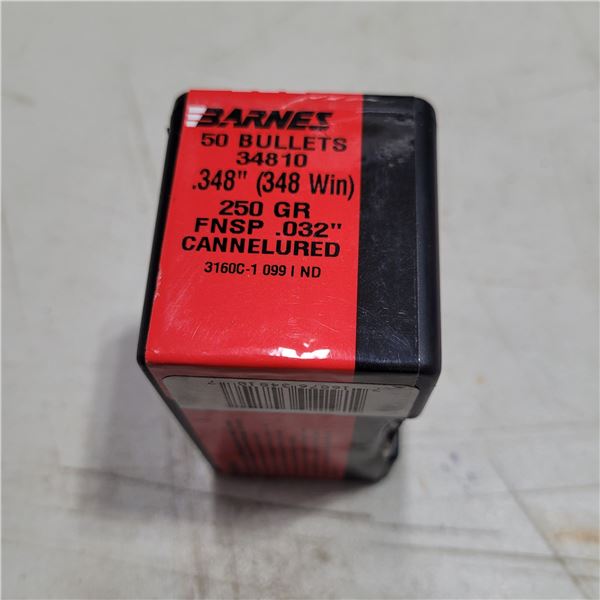 BARNES
50 BULLETS
34810
.348" (348 Win)
250 GR
FNSP .032"
CANNELURED
3160C-1 099 I ND